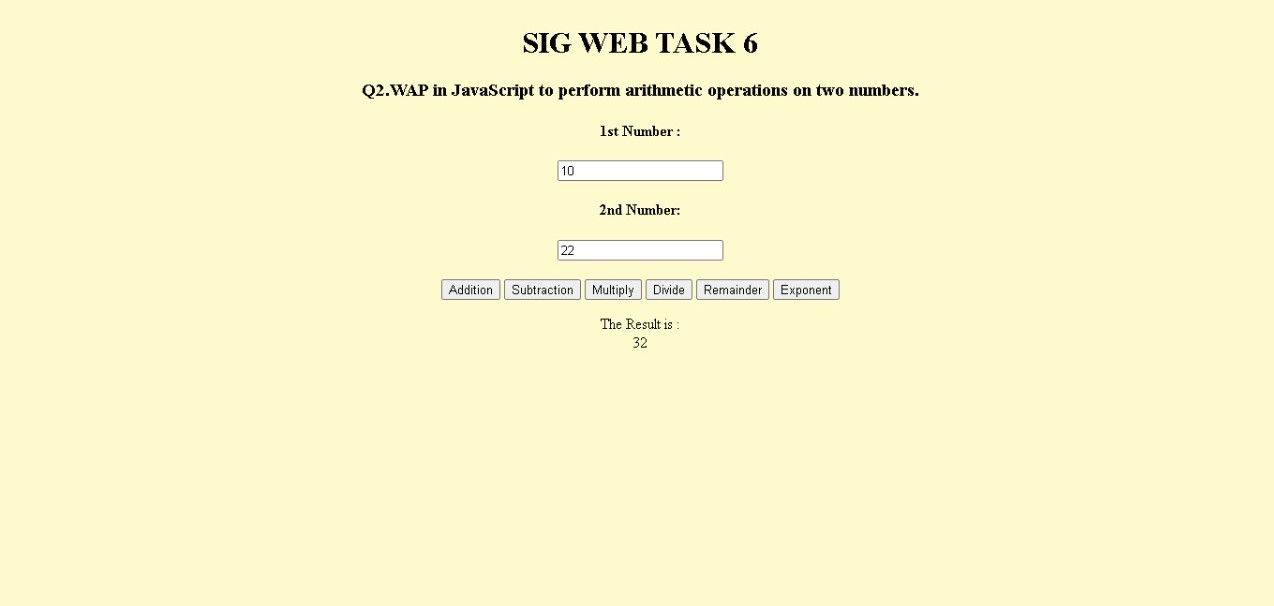 SIG WEB TASK 6
Q2.WAP in JavaScript to perform arithmetic operations on two numbers.
1st Number :
10
2nd Number:
22
Addition Subtraction Multiply Divide Remainder Exponent
The Result is :
32